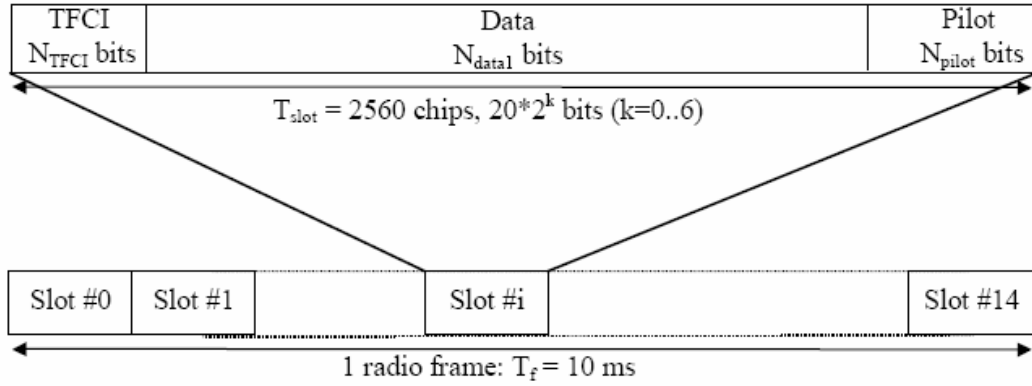 TFCI
N_TFCI bits
Data
N_data1 bits
Pilot
N_pilot bits
T_slot = 2560 chips, 20*2^k bits (k=0..6)
Slot #0 Slot #1 Slot #i Slot #14
1 radio frame: T_f = 10 ms